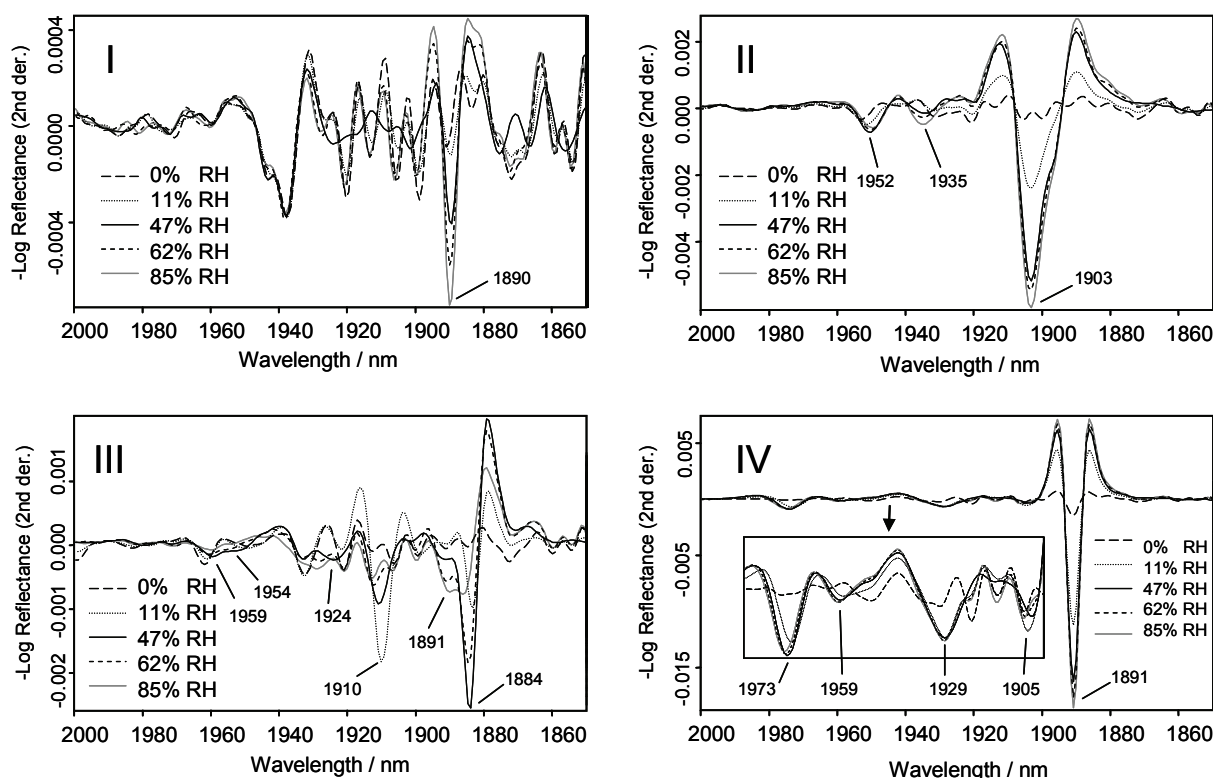 I
-Log Reflectance (2nd der.)
0.0004
0.0000
-0.0004
0% RH
11% RH
47% RH
62% RH
85% RH
1890
2000 1980 1960 1940 1920 1900 1880 1860
Wavelength / nm
II
-Log Reflectance (2nd der.)
0.002
0.000
-0.002
-0.004
0% RH
11% RH
47% RH
62% RH
85% RH
1952
1935
1903
2000 1980 1960 1940 1920 1900 1880 1860
Wavelength / nm
III
-Log Reflectance (2nd der.)
0.001
0.000
-0.001
-0.002
0% RH
11% RH
47% RH
62% RH
85% RH
1959
1954
1924
1910
1891
1884
2000 1980 1960 1940 1920 1900 1880 1860
Wavelength / nm
IV
-Log Reflectance (2nd der.)
0.005
-0.005
-0.015
0% RH
11% RH
47% RH
62% RH
85% RH
1973
1959
1929
1905
1891
2000 1980 1960 1940 1920 1900 1880 1860
Wavelength / nm